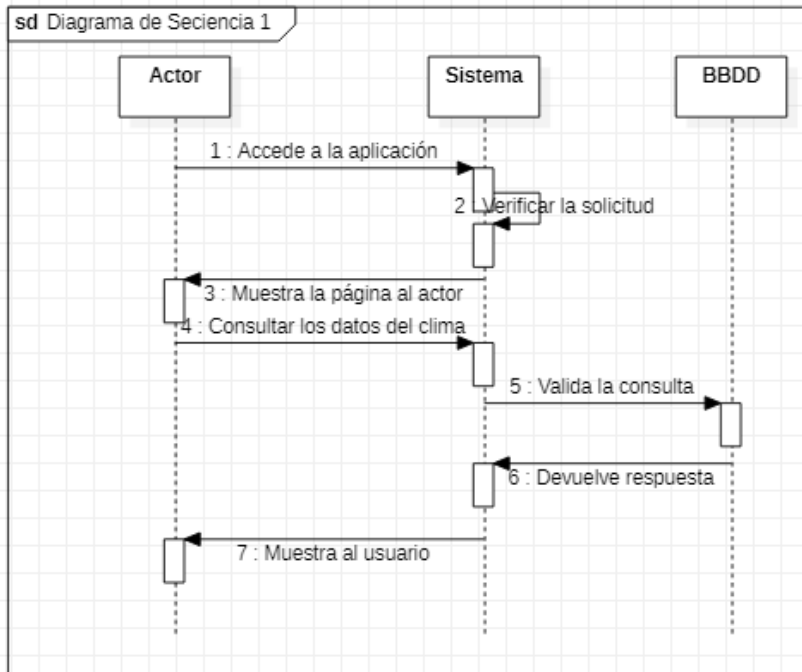 sd Diagrama de Seciencia 1
Actor
Sistema
BBDD
1 : Accede a la aplicación
2 : Verificar la solicitud
3 : Muestra la página al actor
4 : Consultar los datos del clima
5 : Valida la consulta
6 : Devuelve respuesta
7 : Muestra al usuario